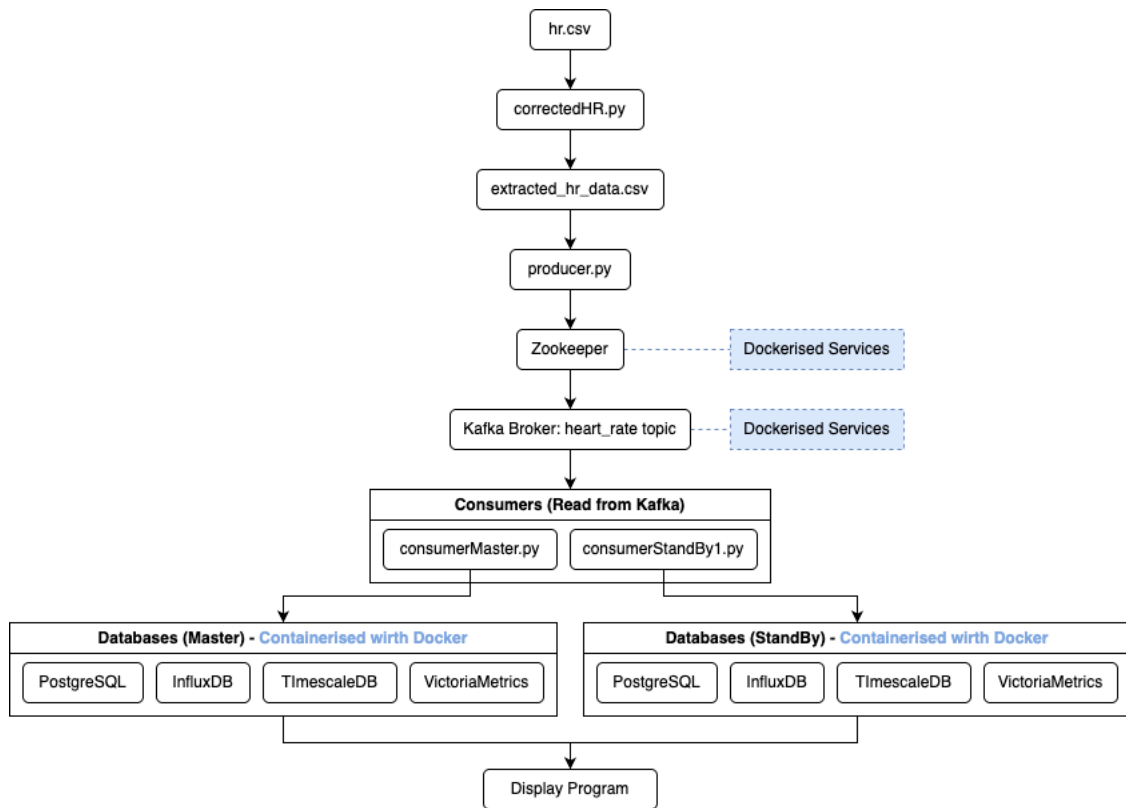 hr.csv
correctedHR.py
extracted_hr_data.csv
producer.py
Zookeeper
Dockerised Services
Kafka Broker: heart_rate topic
Dockerised Services
Consumers (Read from Kafka)
consumerMaster.py
consumerStandBy1.py
Databases (Master) - Containerised wirth Docker
PostgreSQL
InfluxDB
TImescaleDB
VictoriaMetrics
Databases (StandBy) - Containerised wirth Docker
PostgreSQL
InfluxDB
TImescaleDB
VictoriaMetrics
Display Program